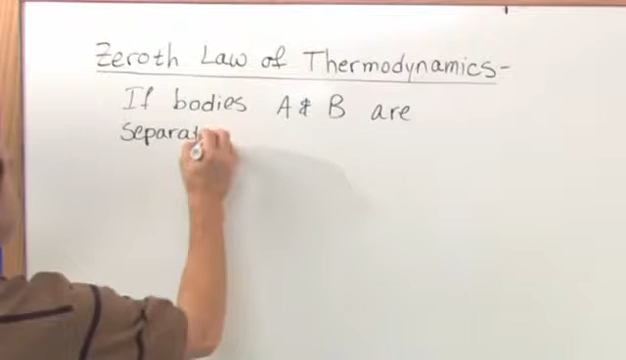 Zeroth Law of Thermodynamics-
If bodies A & B are
separat